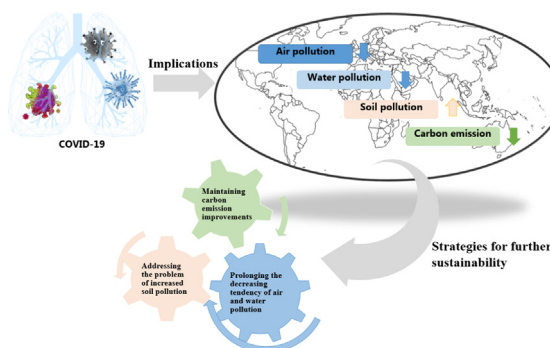 COVID-19
Implications
Air pollution
Water pollution
Soil pollution
Carbon emission
Strategies for further
sustainability
Maintaining
carbon
emission
improvements
Addressing
the problem
of increased
soil pollution
Prolonging the
decreasing
tendency of air
and water
pollution